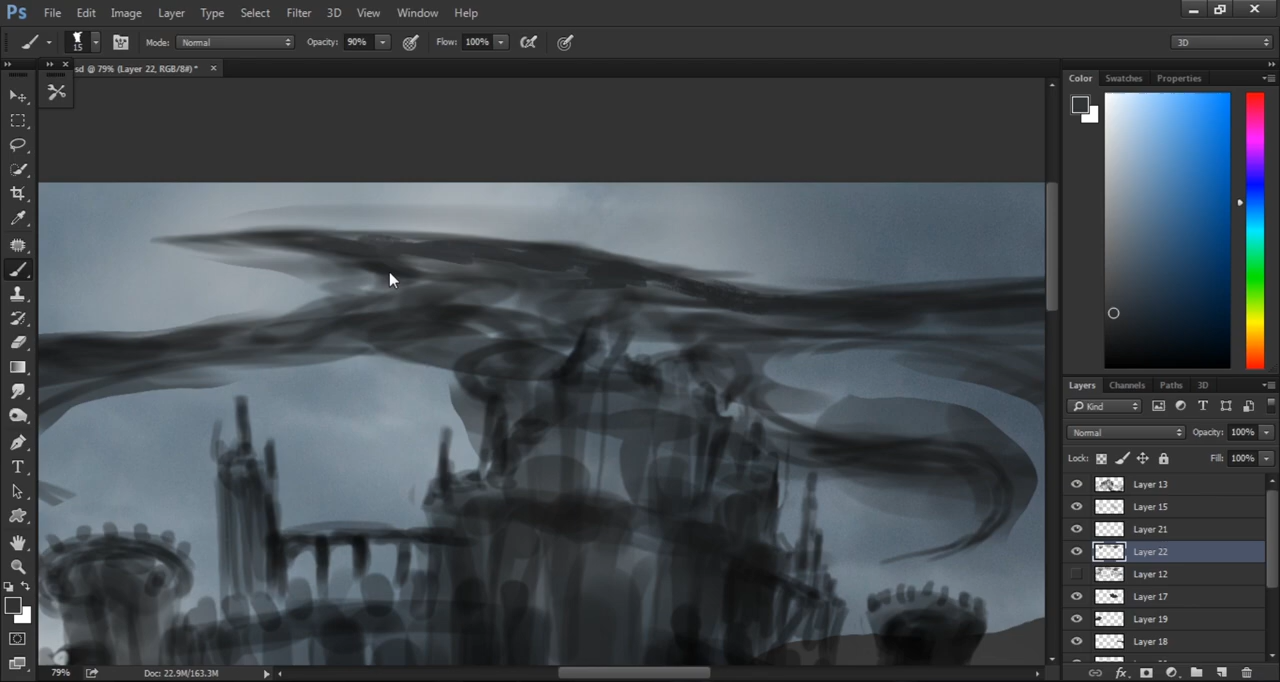 Ps File Edit Image Layer Type Select Filter 3D View Window Help
15 Mode: Normal Opacity: 90% Flow: 100% 3D
sd @ 79% (Layer 22, RGB/8#) *
Color Swatches Properties
Layers Channels Paths 3D
Kind
Normal Opacity: 100%
Lock: Fill: 100%
Layer 13
Layer 15
Layer 21
Layer 22
Layer 12
Layer 17
Layer 19
Layer 18
79% Doc: 22.9M/163.3M